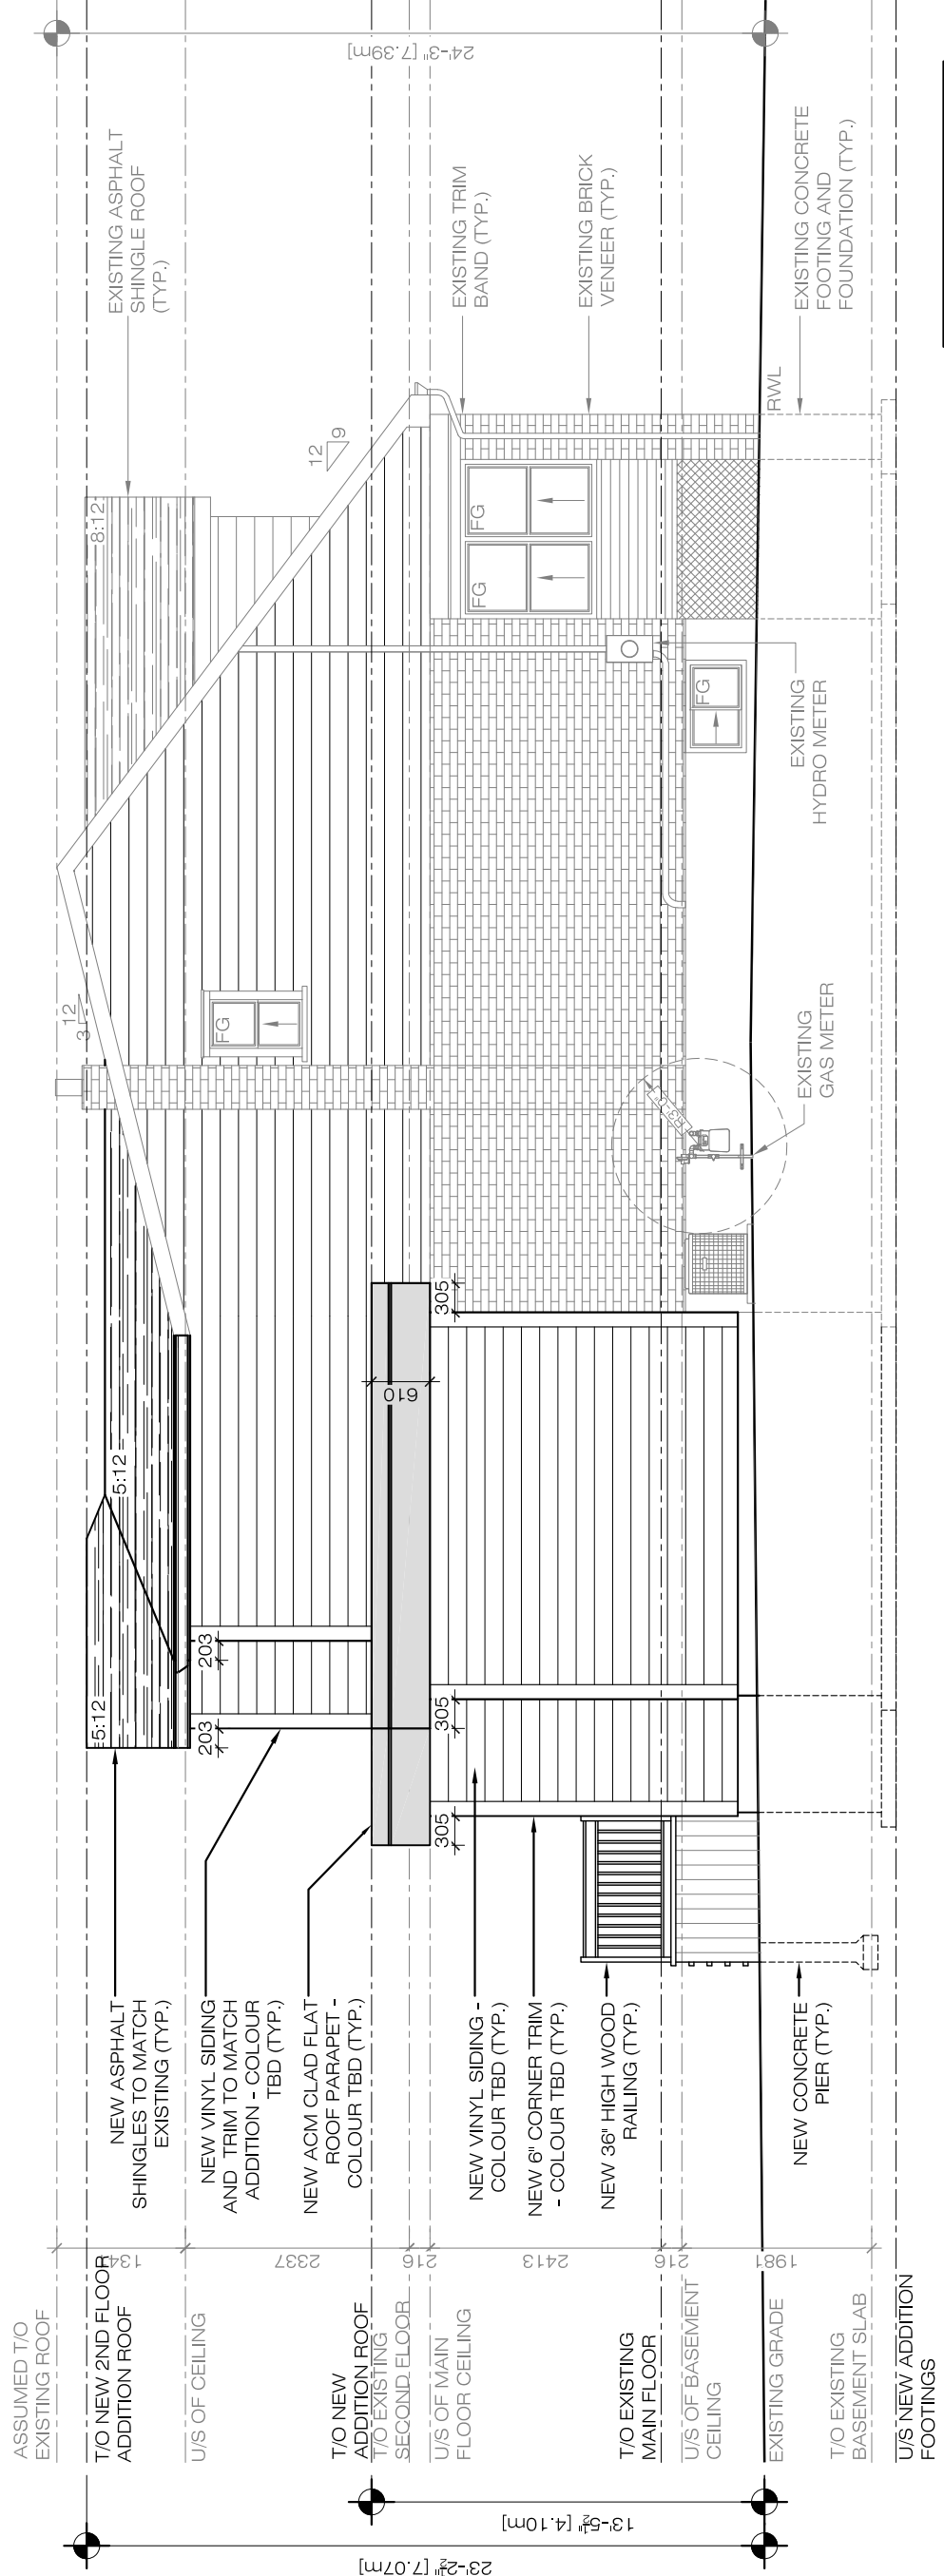 ASSUMED T/O
EXISTING ROOF
T/O NEW 2ND FLOOR
ADDITION ROOF
U/S OF CEILING
T/O NEW
ADDITION ROOF
T/O EXISTING
SECOND FLOOR
U/S OF MAIN
FLOOR CEILING
T/O EXISTING
MAIN FLOOR
U/S OF BASEMENT
CEILING
EXISTING GRADE
T/O EXISTING
BASEMENT SLAB
U/S NEW ADDITION
FOOTINGS
23'-2½" [7.07m]
13'-5½" [4.10m]
1347
2337
216
2413
216
1981
NEW ASPHALT
SHINGLES TO MATCH
EXISTING (TYP.)
NEW VINYL SIDING
AND TRIM TO MATCH
ADDITION - COLOUR
TBD (TYP.)
NEW ACM CLAD FLAT
ROOF PARAPET -
COLOUR TBD (TYP.)
NEW VINYL SIDING -
COLOUR TBD (TYP.)
NEW 6" CORNER TRIM
- COLOUR TBD (TYP.)
NEW 36" HIGH WOOD
RAILING (TYP.)
NEW CONCRETE
PIER (TYP.)
5:12
5:12
203
203
305
305
305
610
12
3
FG
R3'-0"
EXISTING
GAS METER
EXISTING
HYDRO METER
FG
FG
FG
12
9
8:12
RWL
EXISTING ASPHALT
SHINGLE ROOF
(TYP.)
EXISTING TRIM
BAND (TYP.)
EXISTING BRICK
VENEER (TYP.)
EXISTING CONCRETE
FOOTING AND
FOUNDATION (TYP.)
24'-3" [7.39m]